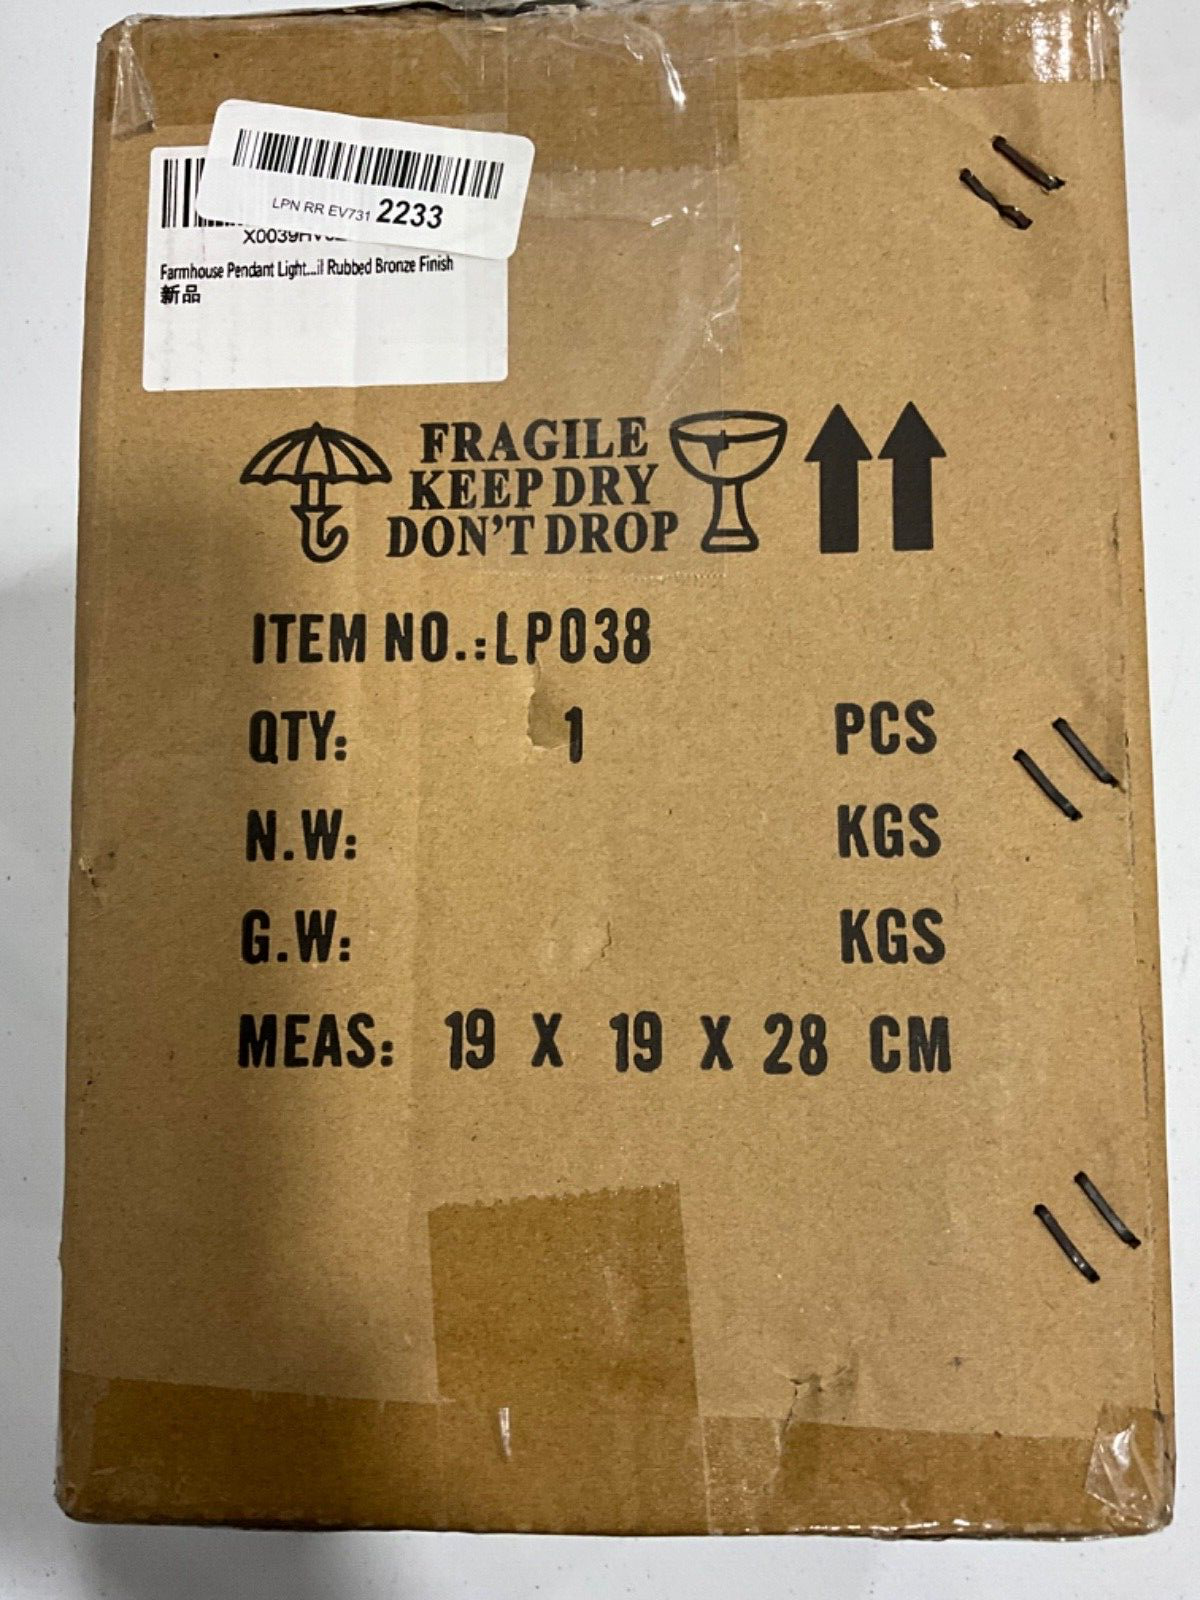 LPN RR EV731 2233
Farmhouse Pendant Light...il Rubbed Bronze Finish
新品
FRAGILE
KEEP DRY
DON'T DROP
ITEM NO.:LP038
QTY: 1 PCS
N.W: KGS
G.W: KGS
MEAS: 19 X 19 X 28 CM